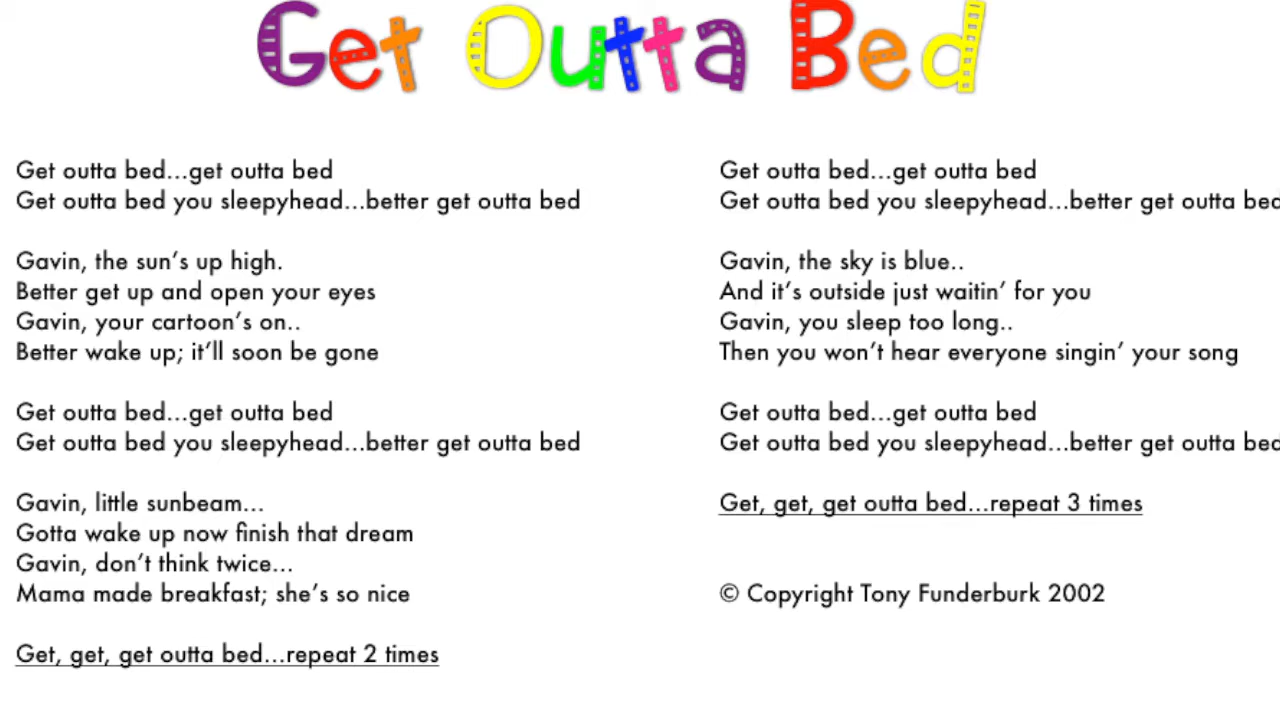 Get Outta Bed
Get outta bed...get outta bed
Get outta bed you sleepyhead...better get outta bed
Gavin, the sun's up high.
Better get up and open your eyes
Gavin, your cartoon's on..
Better wake up; it'll soon be gone
Get outta bed...get outta bed
Get outta bed you sleepyhead...better get outta bed
Gavin, little sunbeam...
Gotta wake up now finish that dream
Gavin, don't think twice...
Mama made breakfast; she's so nice
Get, get, get outta bed...repeat 2 times
Get outta bed...get outta bed
Get outta bed you sleepyhead...better get outta bed
Gavin, the sky is blue..
And it's outside just waitin' for you
Gavin, you sleep too long..
Then you won't hear everyone singin' your song
Get outta bed...get outta bed
Get outta bed you sleepyhead...better get outta bed
Get, get, get outta bed...repeat 3 times
© Copyright Tony Funderburk 2002